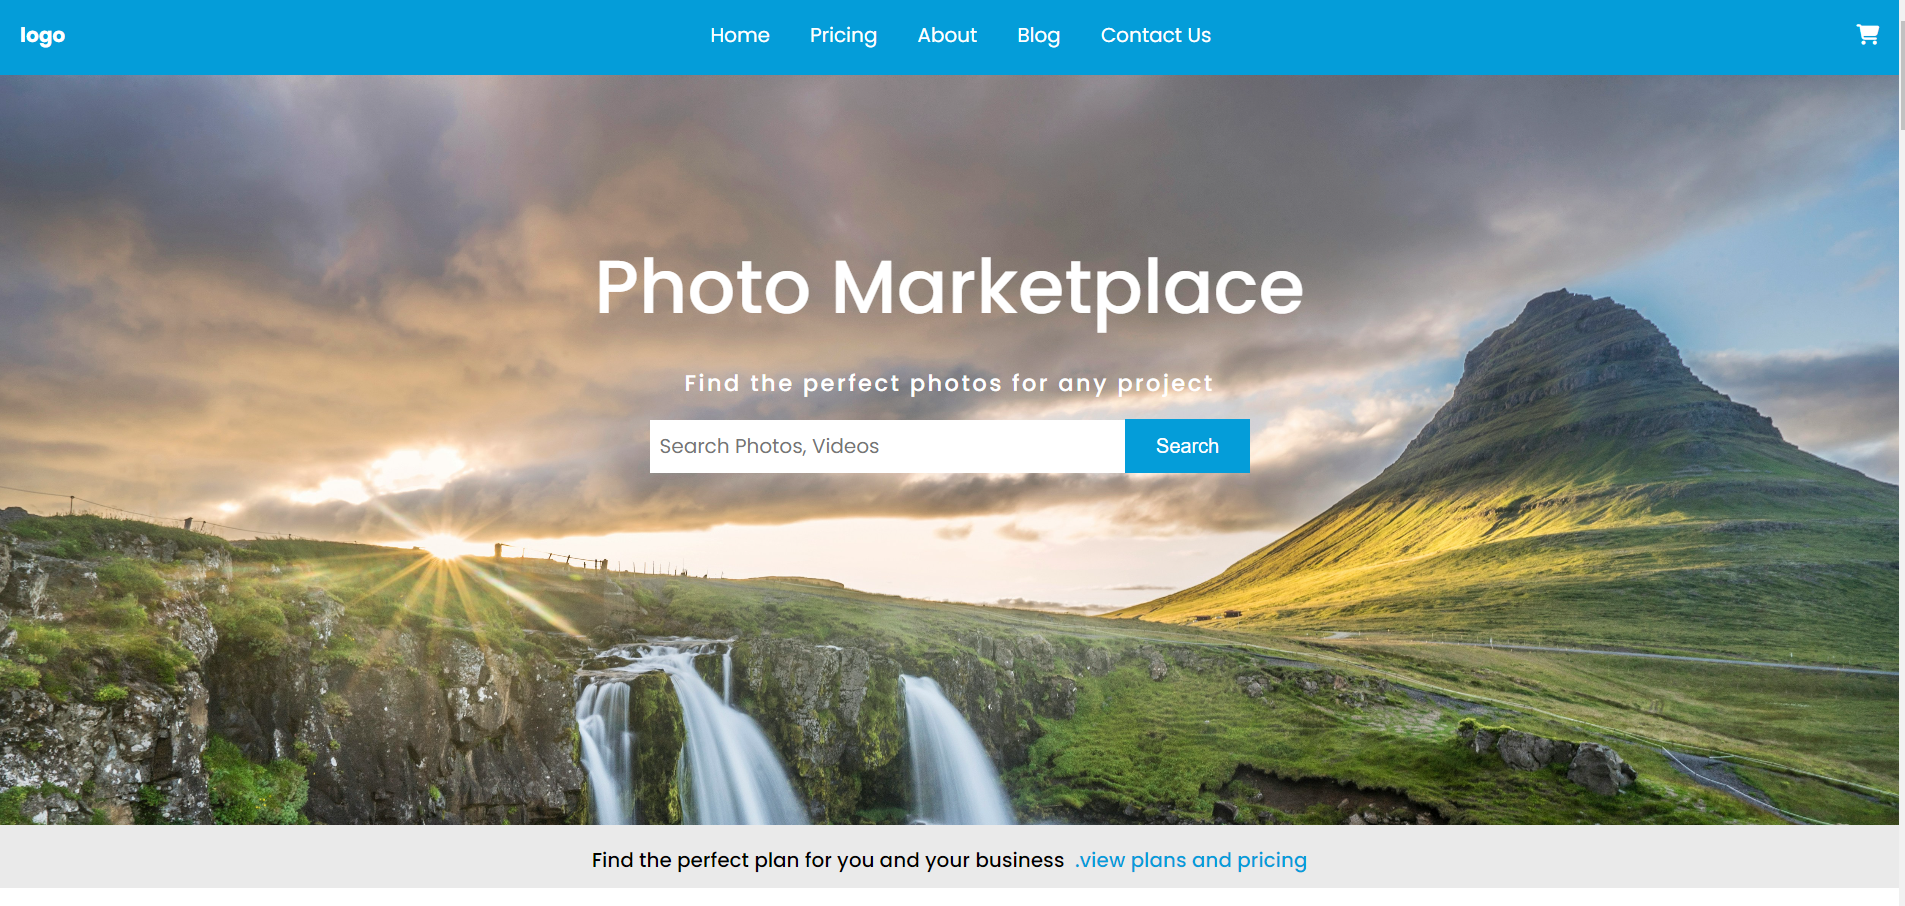 logo
Home Pricing About Blog Contact Us
Photo Marketplace
Find the perfect photos for any project
Search Photos, Videos
Search
Find the perfect plan for you and your business .view plans and pricing